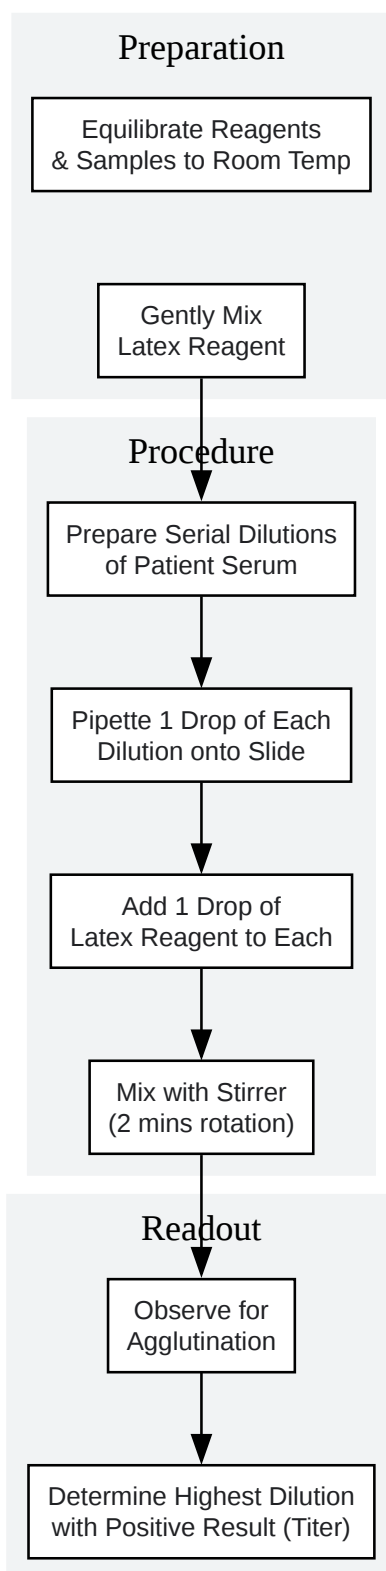 Preparation
Equilibrate Reagents
& Samples to Room Temp
Gently Mix
Latex Reagent
Procedure
Prepare Serial Dilutions
of Patient Serum
Pipette 1 Drop of Each
Dilution onto Slide
Add 1 Drop of
Latex Reagent to Each
Mix with Stirrer
(2 mins rotation)
Readout
Observe for
Agglutination
Determine Highest Dilution
with Positive Result (Titer)